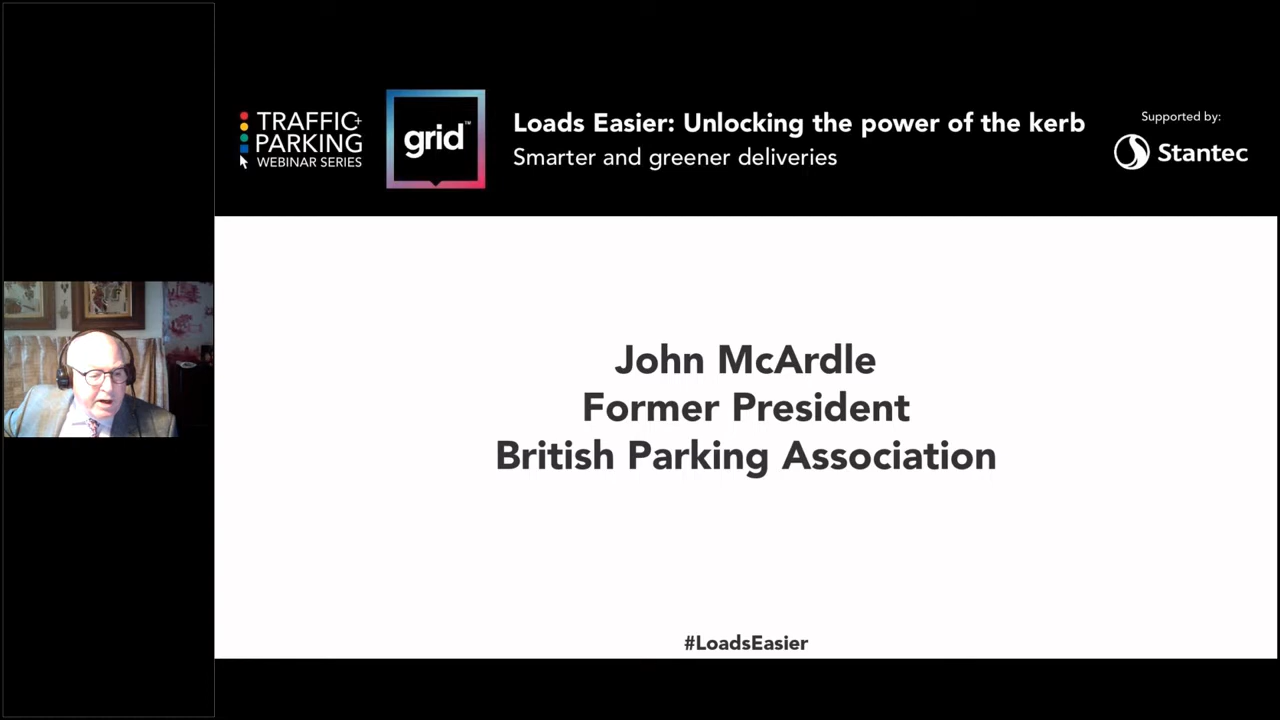 TRAFFIC+
PARKING
WEBINAR SERIES
grid™
Loads Easier: Unlocking the power of the kerb
Smarter and greener deliveries
Supported by:
Stantec
John McArdle
Former President
British Parking Association
#LoadsEasier